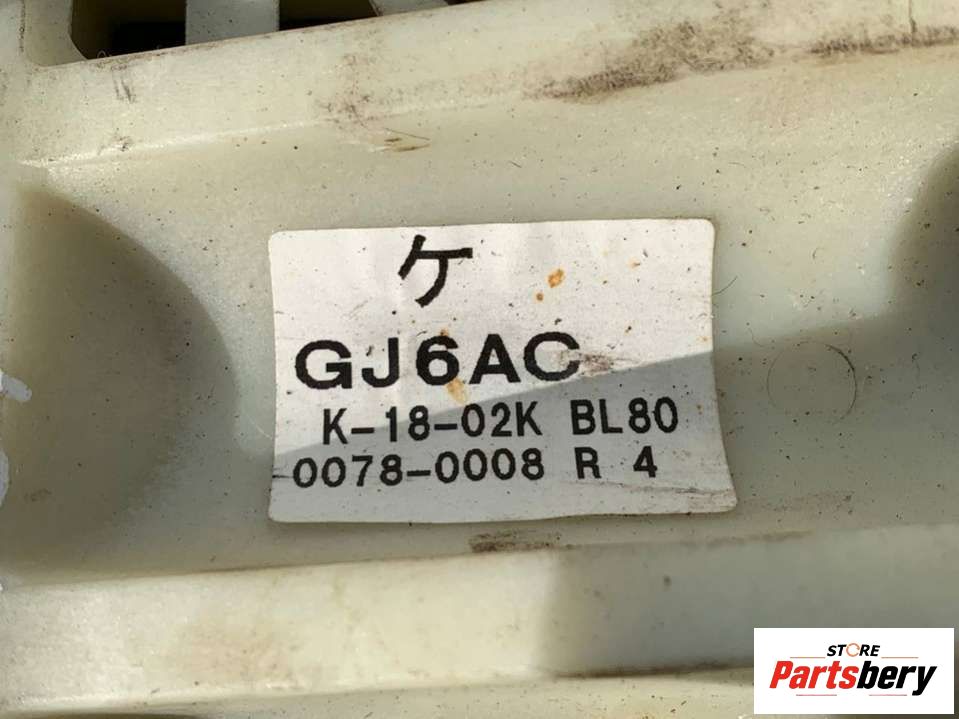 ケ
GJ6AC
K-18-02K BL80
0078-0008 R 4
STORE
Partsbery